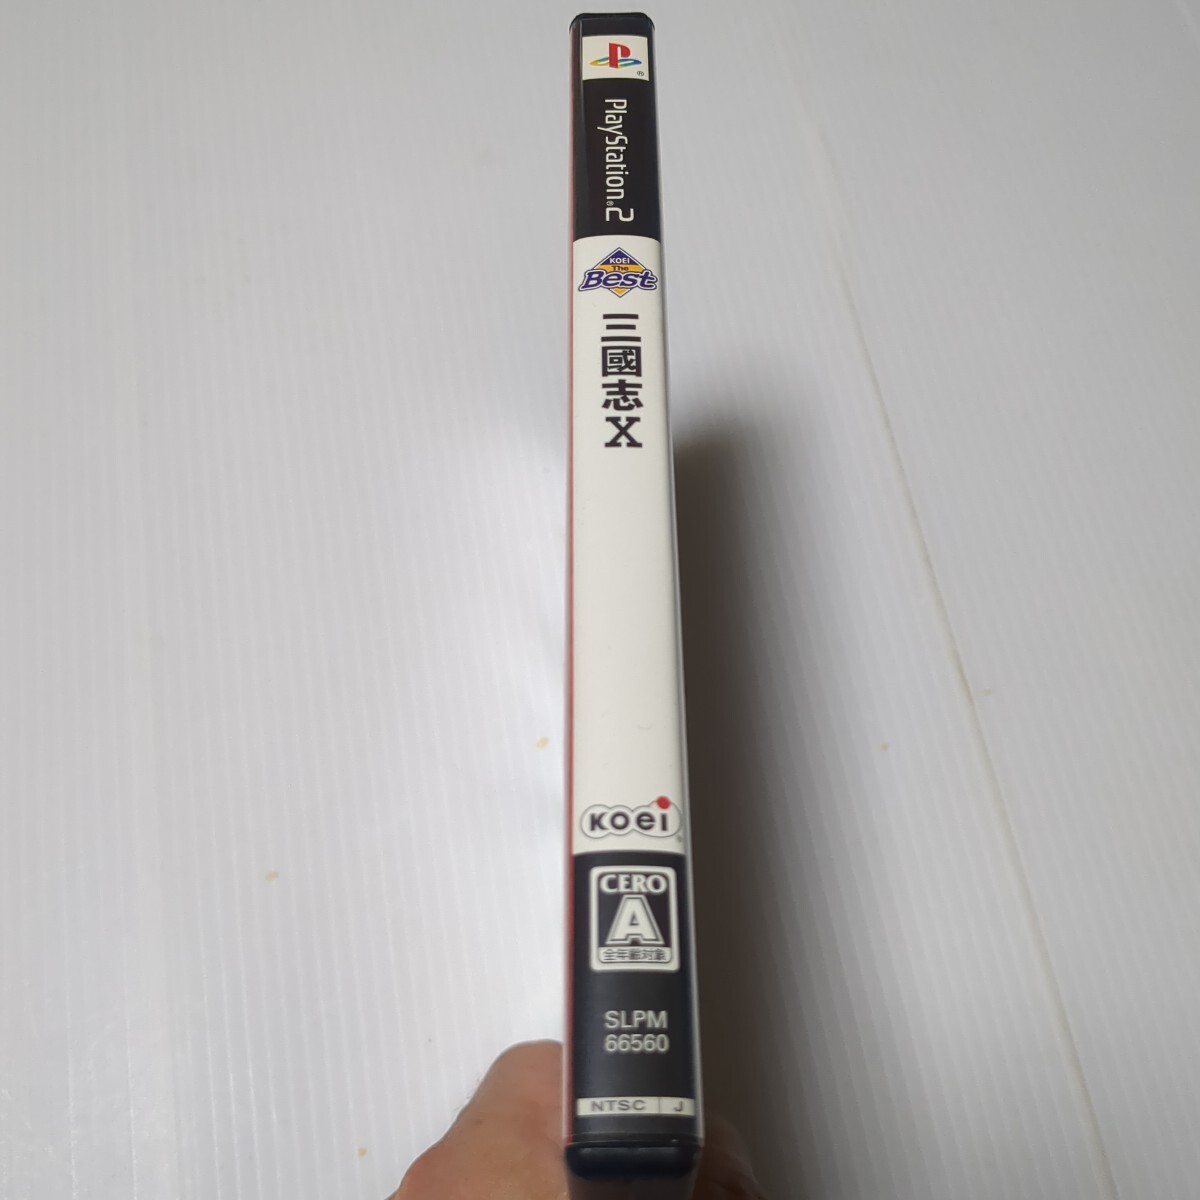 PlayStation®2
KOEI
The
Best
三國志X
KOEI
CERO
A
全年齢対象
SLPM
66560
NTSC J